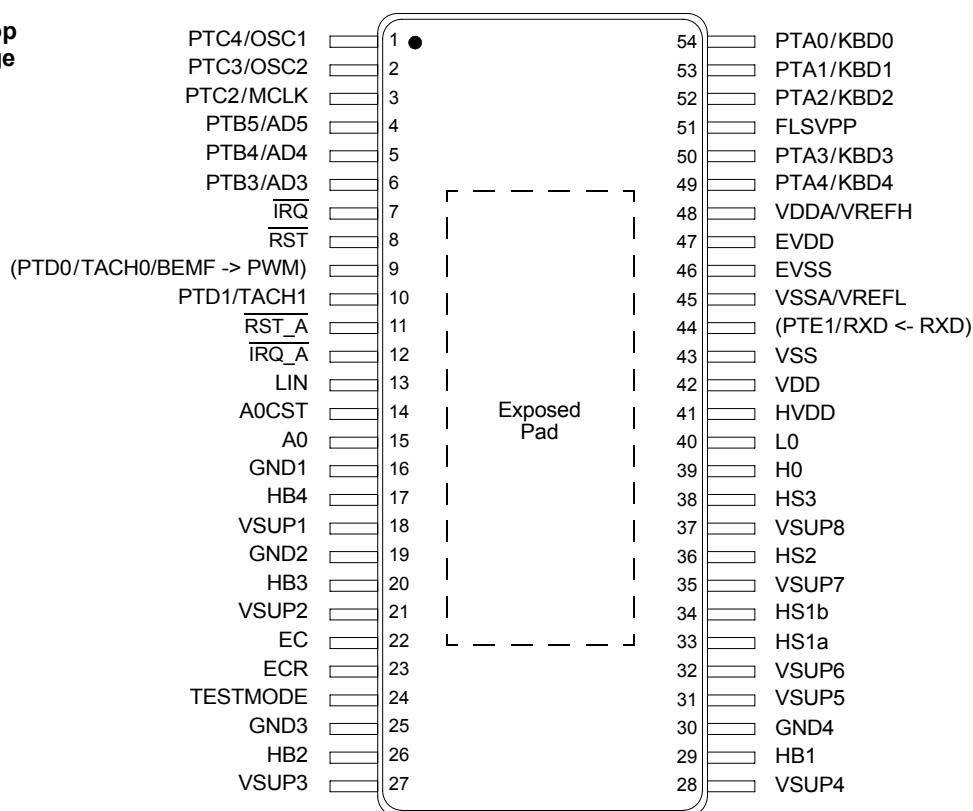 op
ge
PTC4/OSC1 1 54 PTA0/KBD0
PTC3/OSC2 2 53 PTA1/KBD1
PTC2/MCLK 3 52 PTA2/KBD2
PTB5/AD5 4 51 FLSVPP
PTB4/AD4 5 50 PTA3/KBD3
PTB3/AD3 6 49 PTA4/KBD4
IRQ 7 48 VDDA/VREFH
RST 8 47 EVDD
(PTD0/TACH0/BEMF -> PWM) 9 46 EVSS
PTD1/TACH1 10 45 VSSA/VREFL
RST_A 11 44 (PTE1/RXD <- RXD)
IRQ_A 12 43 VSS
LIN 13 42 VDD
A0CST 14 41 HVDD
A0 15 40 L0
GND1 16 39 H0
HB4 17 38 HS3
VSUP1 18 37 VSUP8
GND2 19 36 HS2
HB3 20 35 VSUP7
VSUP2 21 34 HS1b
EC 22 33 HS1a
ECR 23 32 VSUP6
TESTMODE 24 31 VSUP5
GND3 25 30 GND4
HB2 26 29 HB1
VSUP3 27 28 VSUP4
Exposed
Pad